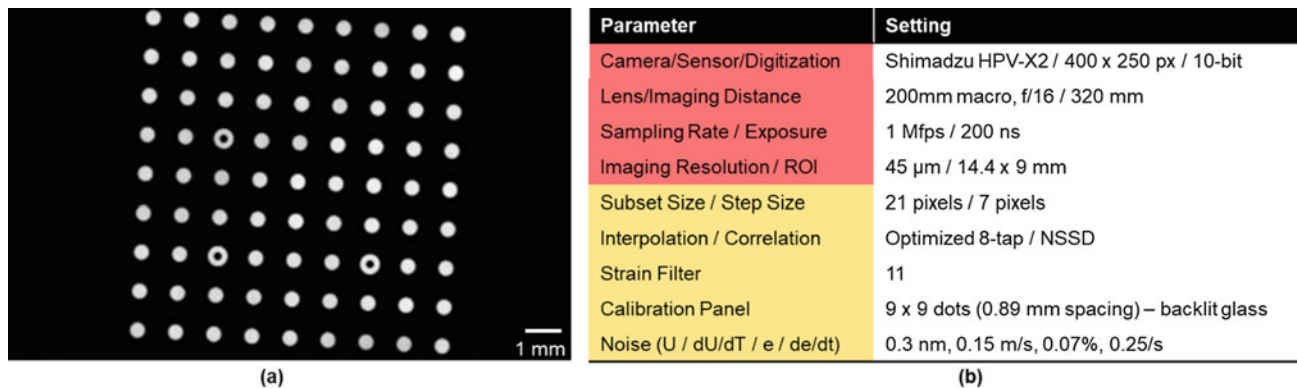 1 mm
(a)
Parameter Setting
Camera/Sensor/Digitization Shimadzu HPV-X2 / 400 x 250 px / 10-bit
Lens/Imaging Distance 200mm macro, f/16 / 320 mm
Sampling Rate / Exposure 1 Mfps / 200 ns
Imaging Resolution / ROI 45 µm / 14.4 x 9 mm
Subset Size / Step Size 21 pixels / 7 pixels
Interpolation / Correlation Optimized 8-tap / NSSD
Strain Filter 11
Calibration Panel 9 x 9 dots (0.89 mm spacing) – backlit glass
Noise (U / dU/dT / e / de/dt) 0.3 nm, 0.15 m/s, 0.07%, 0.25/s
(b)